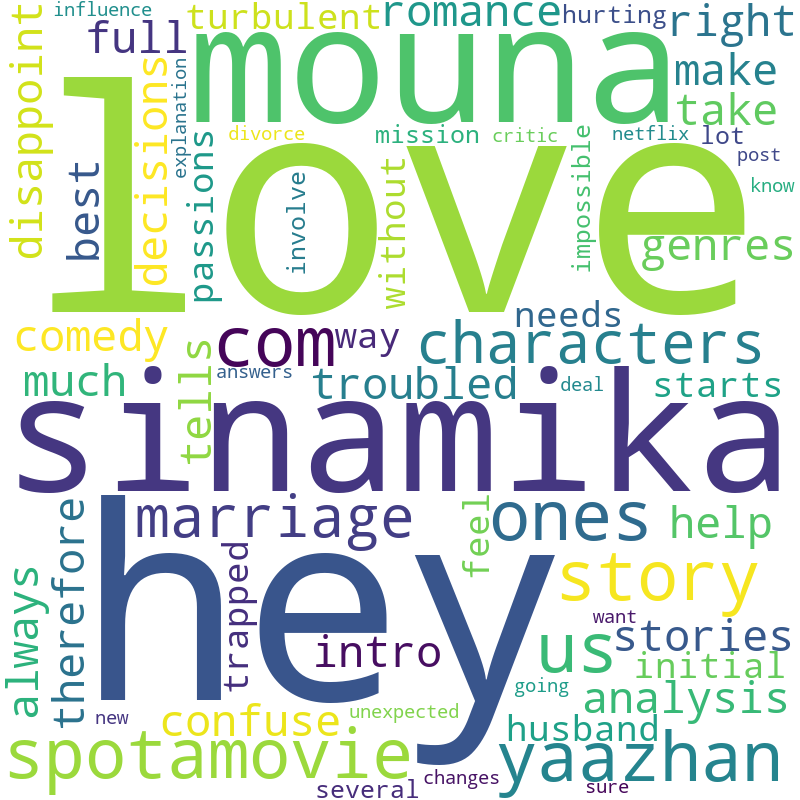 influence
turbulent
romance
hurting
right
full
mouna
make
take
disappoint
decisions
explanation
best
love
passions
divorce
mission
critic
netflix
lot
post
know
involve
without
impossible
genres
needs
comedy
com
way
characters
much
tells
answers
troubled
deal
starts
sinamika
marriage
hey
ones
help
feel
story
therefore
always
trapped
intro
us
want
stories
initial
going
analysis
new
confuse
unexpected
husband
spotamovie
yaazhan
several
changes
sure